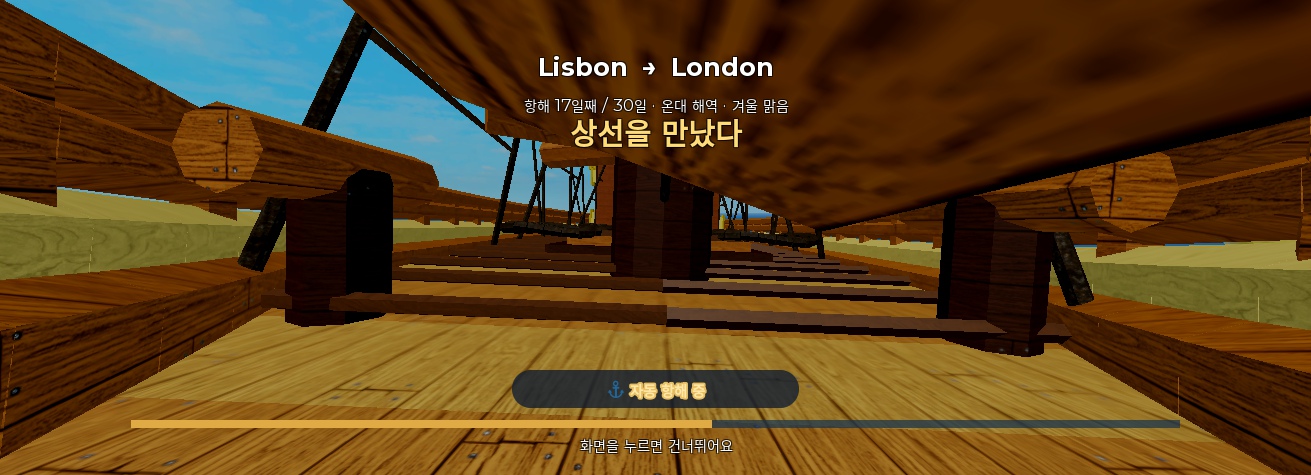 Lisbon → London
항해 17일째 / 30일 · 온대 해역 · 겨울 맑음
상선을 만났다
⚓ 자동 항해 중
화면을 누르면 건너뛰어요